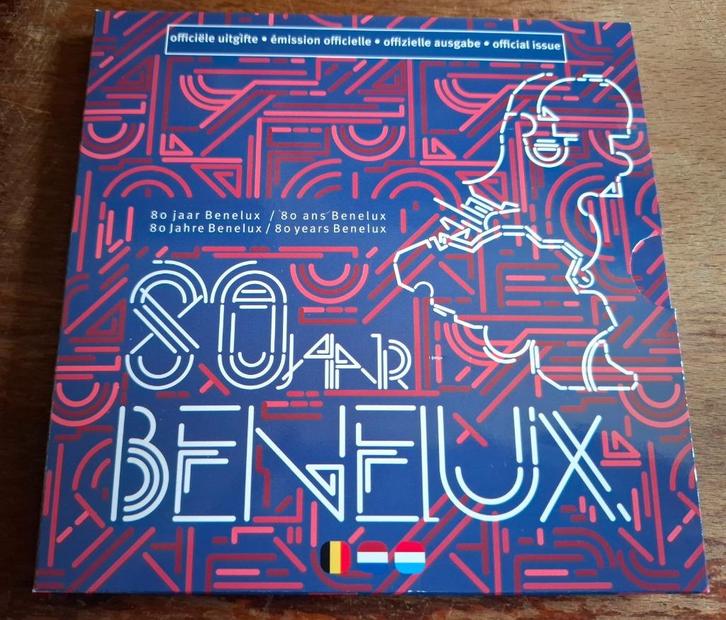 officiële uitgifte • émission officielle • offizielle ausgabe • official issue
80 jaar Benelux / 80 ans Benelux
80 Jahre Benelux / 80 years Benelux
80 JAAR
BENELUX